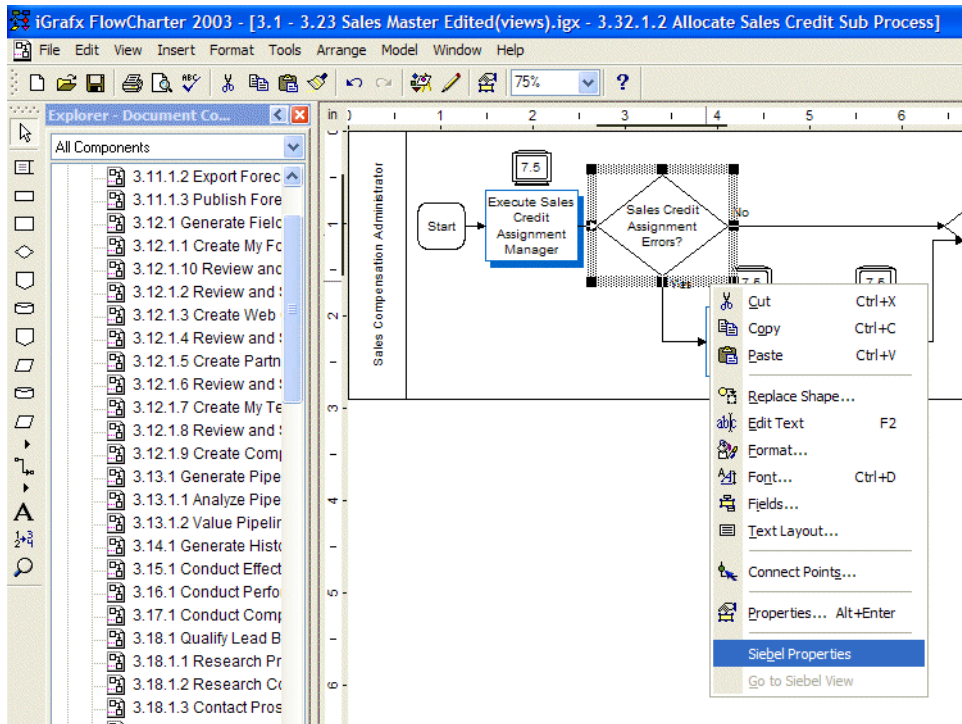 iGrafx FlowCharter 2003 - [3.1 - 3.23 Sales Master Edited(views).igx - 3.32.1.2 Allocate Sales Credit Sub Process]
File Edit View Insert Format Tools Arrange Model Window Help
75%
?
Explorer - Document Co...
All Components
3.11.1.2 Export Forec
3.11.1.3 Publish Fore
3.12.1 Generate Field
3.12.1.1 Create My Fo
3.12.1.10 Review and
3.12.1.2 Review and
3.12.1.3 Create Web
3.12.1.4 Review and
3.12.1.5 Create Partn
3.12.1.6 Review and
3.12.1.7 Create My Te
3.12.1.8 Review and
3.12.1.9 Create Comp
3.13.1 Generate Pipe
3.13.1.1 Analyze Pipe
3.13.1.2 Value Pipelin
3.14.1 Generate Histo
3.15.1 Conduct Effect
3.16.1 Conduct Perfo
3.17.1 Conduct Comp
3.18.1 Qualify Lead B
3.18.1.1 Research Pr
3.18.1.2 Research Co
3.18.1.3 Contact Pros
in
1 2 3 4 5 6
0
1
2
3
4
5
6
Sales Compensation Administrator
Start
7.5
Execute Sales
Credit
Assignment
Manager
Sales Credit
Assignment
Errors?
No
7.5
7.5
Cut Ctrl+X
Copy Ctrl+C
Paste Ctrl+V
Replace Shape...
Edit Text F2
Format...
Font... Ctrl+D
Fields...
Text Layout...
Connect Points...
Properties... Alt+Enter
Siebel Properties
Go to Siebel View